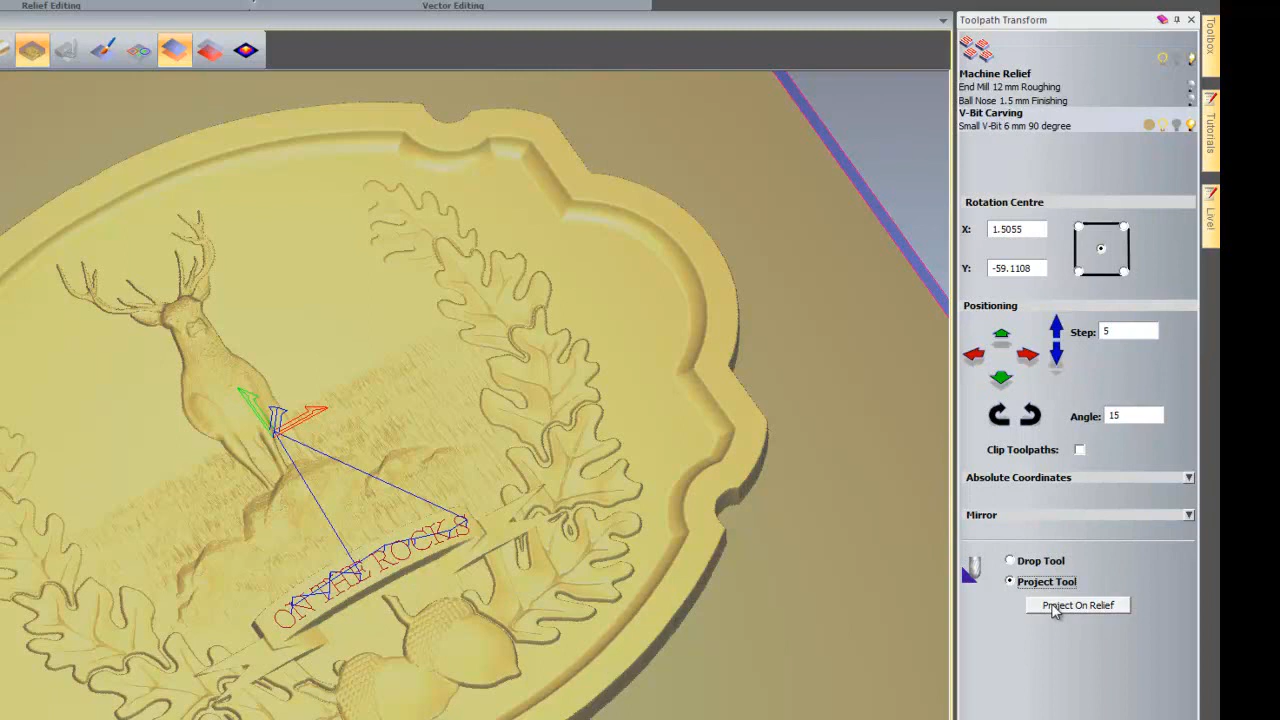 Relief Editing
Vector Editing
Toolpath Transform
Toolbox
Machine Relief
End Mill 12 mm Roughing
Ball Nose 1.5 mm Finishing
V-Bit Carving
Small V-Bit 6 mm 90 degree
Tutorials
Live!
Rotation Centre
X: 1.5055
Y: -59.1108
Positioning
Step: 5
Angle: 15
Clip Toolpaths:
Absolute Coordinates
Mirror
Drop Tool
Project Tool
Project On Relief
ON THE ROCKS